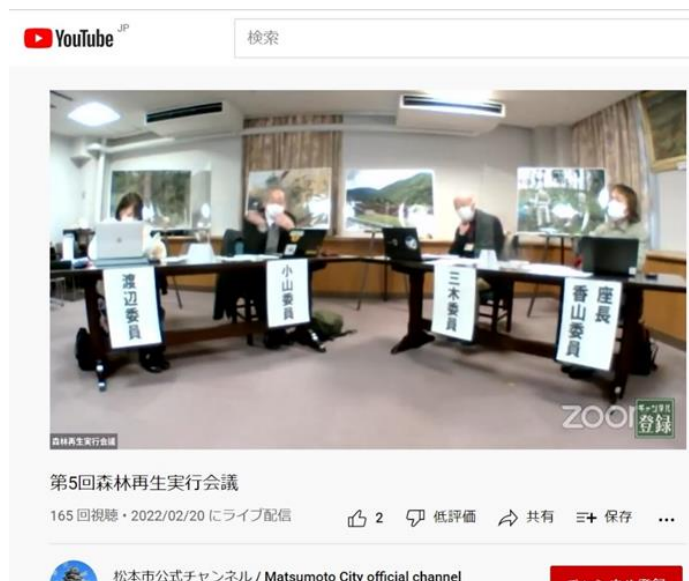 YouTube JP
検索
渡辺委員
小山委員
三木委員
座長
香山委員
森林再生実行会議
チャンネル
登録
第5回森林再生実行会議
165 回視聴・2022/02/20 にライブ配信
2 低評価 共有 保存 ...
松本市公式チャンネル / Matsumoto City official channel